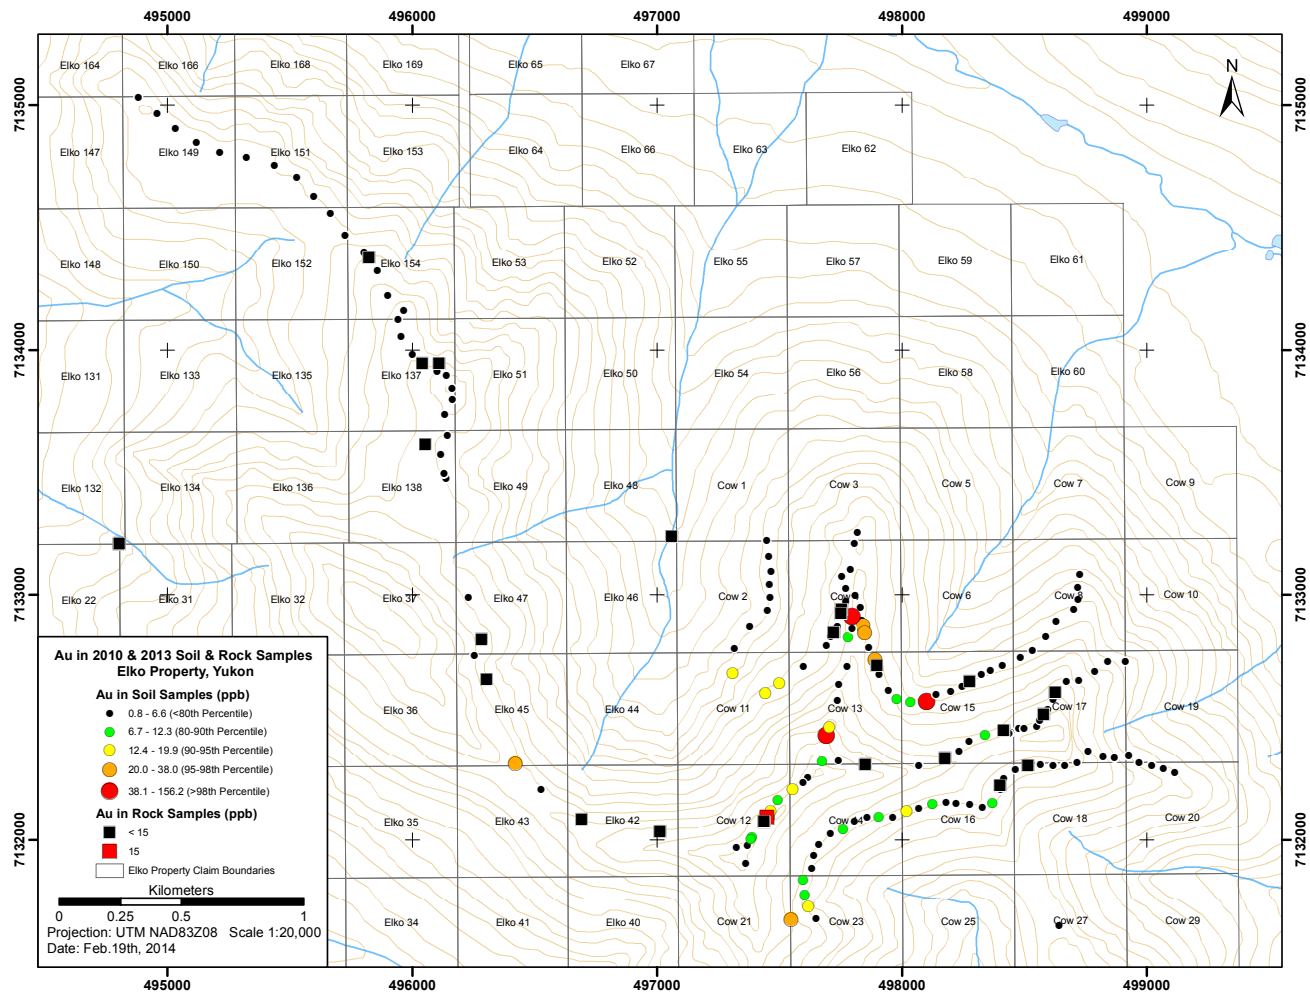 495000 496000 497000 498000 499000
Elko 164 Elko 166 Elko 168 Elko 169 Elko 65 Elko 67
N
7135000 7135000
Elko 147 Elko 149 Elko 151 Elko 153 Elko 64 Elko 66 Elko 63 Elko 62
Elko 148 Elko 150 Elko 152 Elko 154 Elko 53 Elko 52 Elko 55 Elko 57 Elko 59 Elko 61
7134000 7134000
Elko 131 Elko 133 Elko 135 Elko 137 Elko 51 Elko 50 Elko 54 Elko 56 Elko 58 Elko 60
Elko 132 Elko 134 Elko 136 Elko 138 Elko 49 Elko 48 Cow 1 Cow 3 Cow 5 Cow 7 Cow 9
7133000 7133000
Elko 22 Elko 31 Elko 32 Elko 37 Elko 47 Elko 46 Cow 2 Cow Cow 6 Cow 8 Cow 10
Elko 36 Elko 45 Elko 44 Cow 11 Cow 13 Cow 15 Cow 17 Cow 19
7132000 7132000
Elko 35 Elko 43 Elko 42 Cow 12 Cow 14 Cow 16 Cow 18 Cow 20
Elko 34 Elko 41 Elko 40 Cow 21 Cow 23 Cow 25 Cow 27 Cow 29
Au in 2010 & 2013 Soil & Rock Samples
Elko Property, Yukon
Au in Soil Samples (ppb)
0.8 - 6.6 (<80th Percentile)
6.7 - 12.3 (80-90th Percentile)
12.4 - 19.9 (90-95th Percentile)
20.0 - 38.0 (95-98th Percentile)
38.1 - 156.2 (>98th Percentile)
Au in Rock Samples (ppb)
< 15
15
Elko Property Claim Boundaries
Kilometers
0 0.25 0.5 1
Projection: UTM NAD83Z08 Scale 1:20,000
Date: Feb.19th, 2014
495000 496000 497000 498000 499000